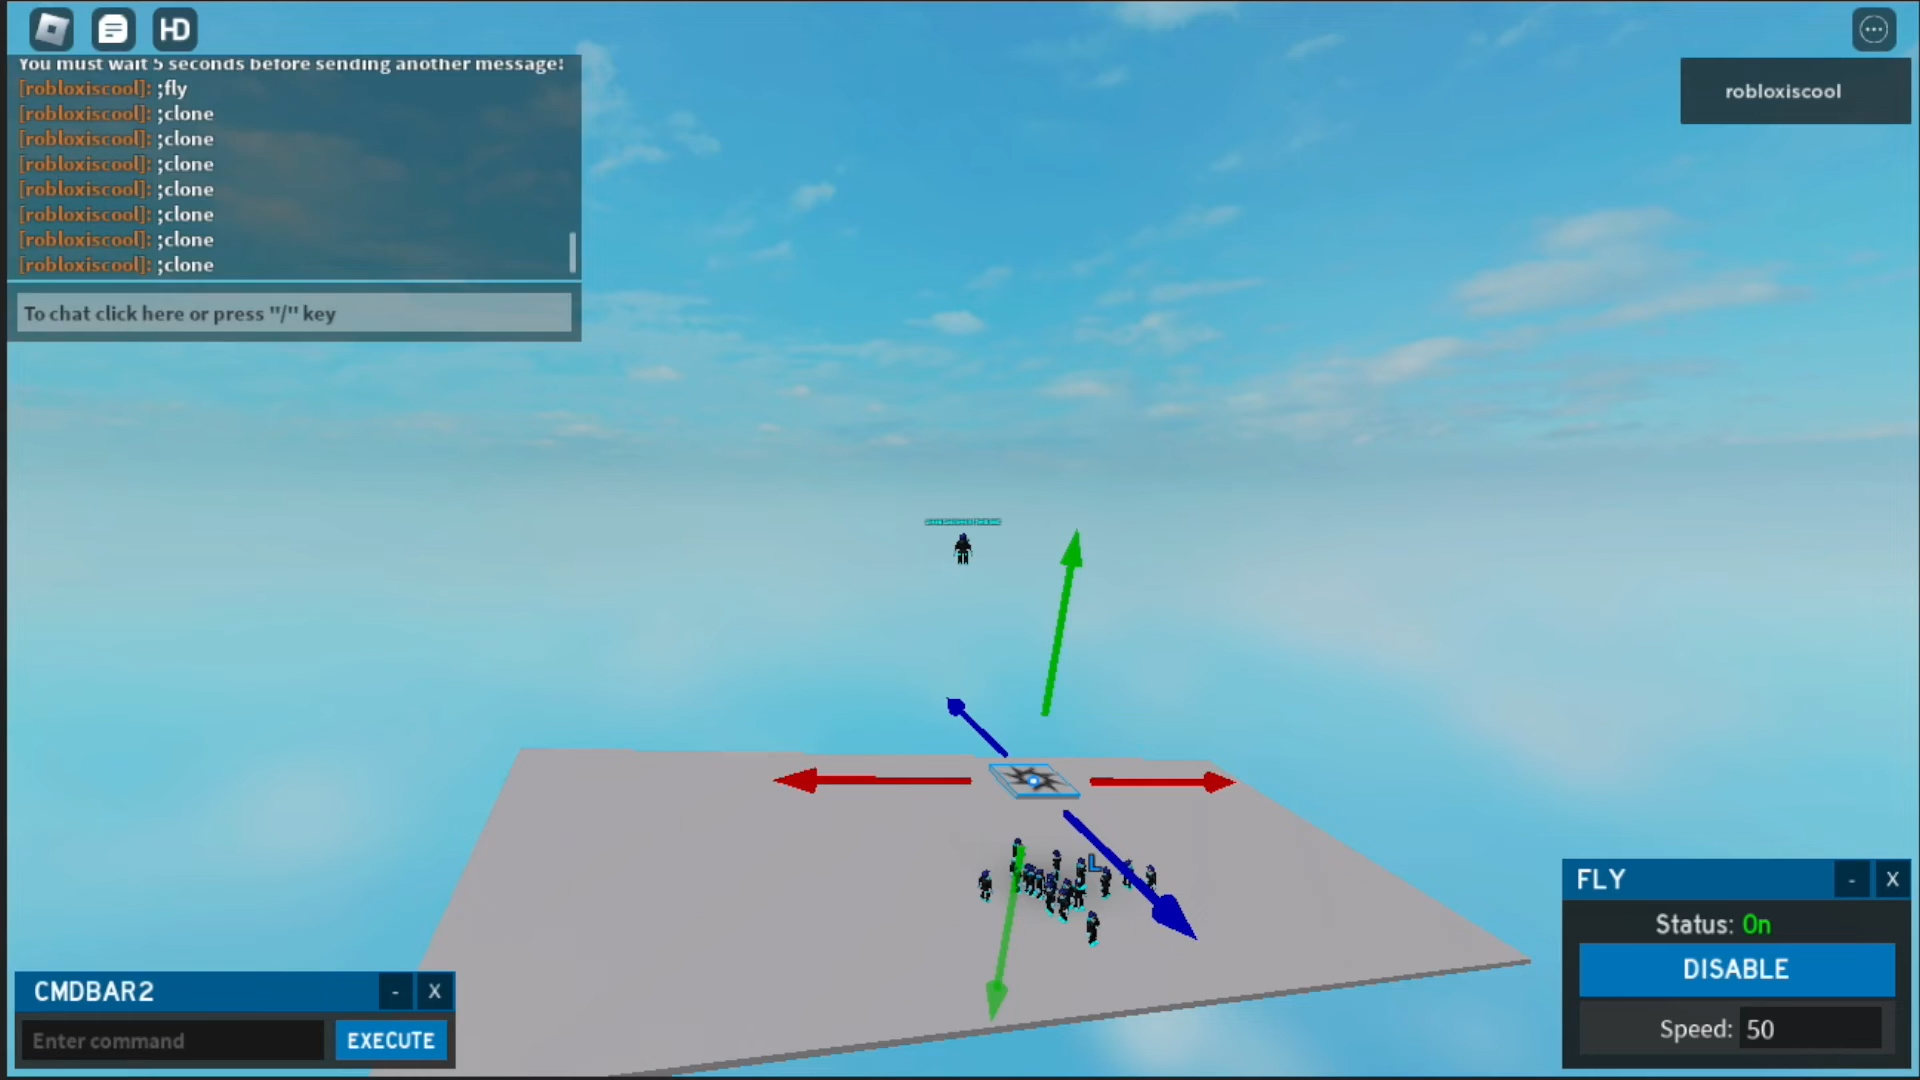 HD
You must wait 5 seconds before sending another message!
[robloxiscool]: ;fly
[robloxiscool]: ;clone
[robloxiscool]: ;clone
[robloxiscool]: ;clone
[robloxiscool]: ;clone
[robloxiscool]: ;clone
[robloxiscool]: ;clone
[robloxiscool]: ;clone
To chat click here or press "/" key
robloxiscool
L
FLY - X
Status: On
DISABLE
Speed: 50
CMDBAR2 - X
Enter command EXECUTE